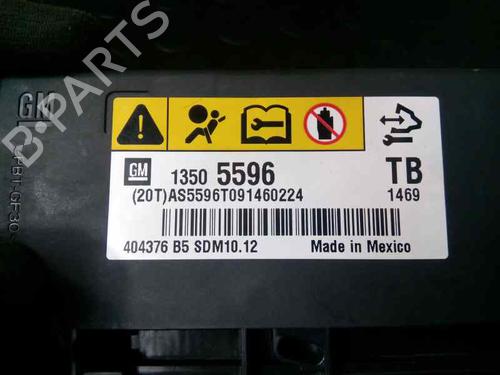 GM
GM 1350 5596 TB
(20T)AS5596T091460224 1469
404376 B5 SDM10.12 Made in Mexico
B-PARTS